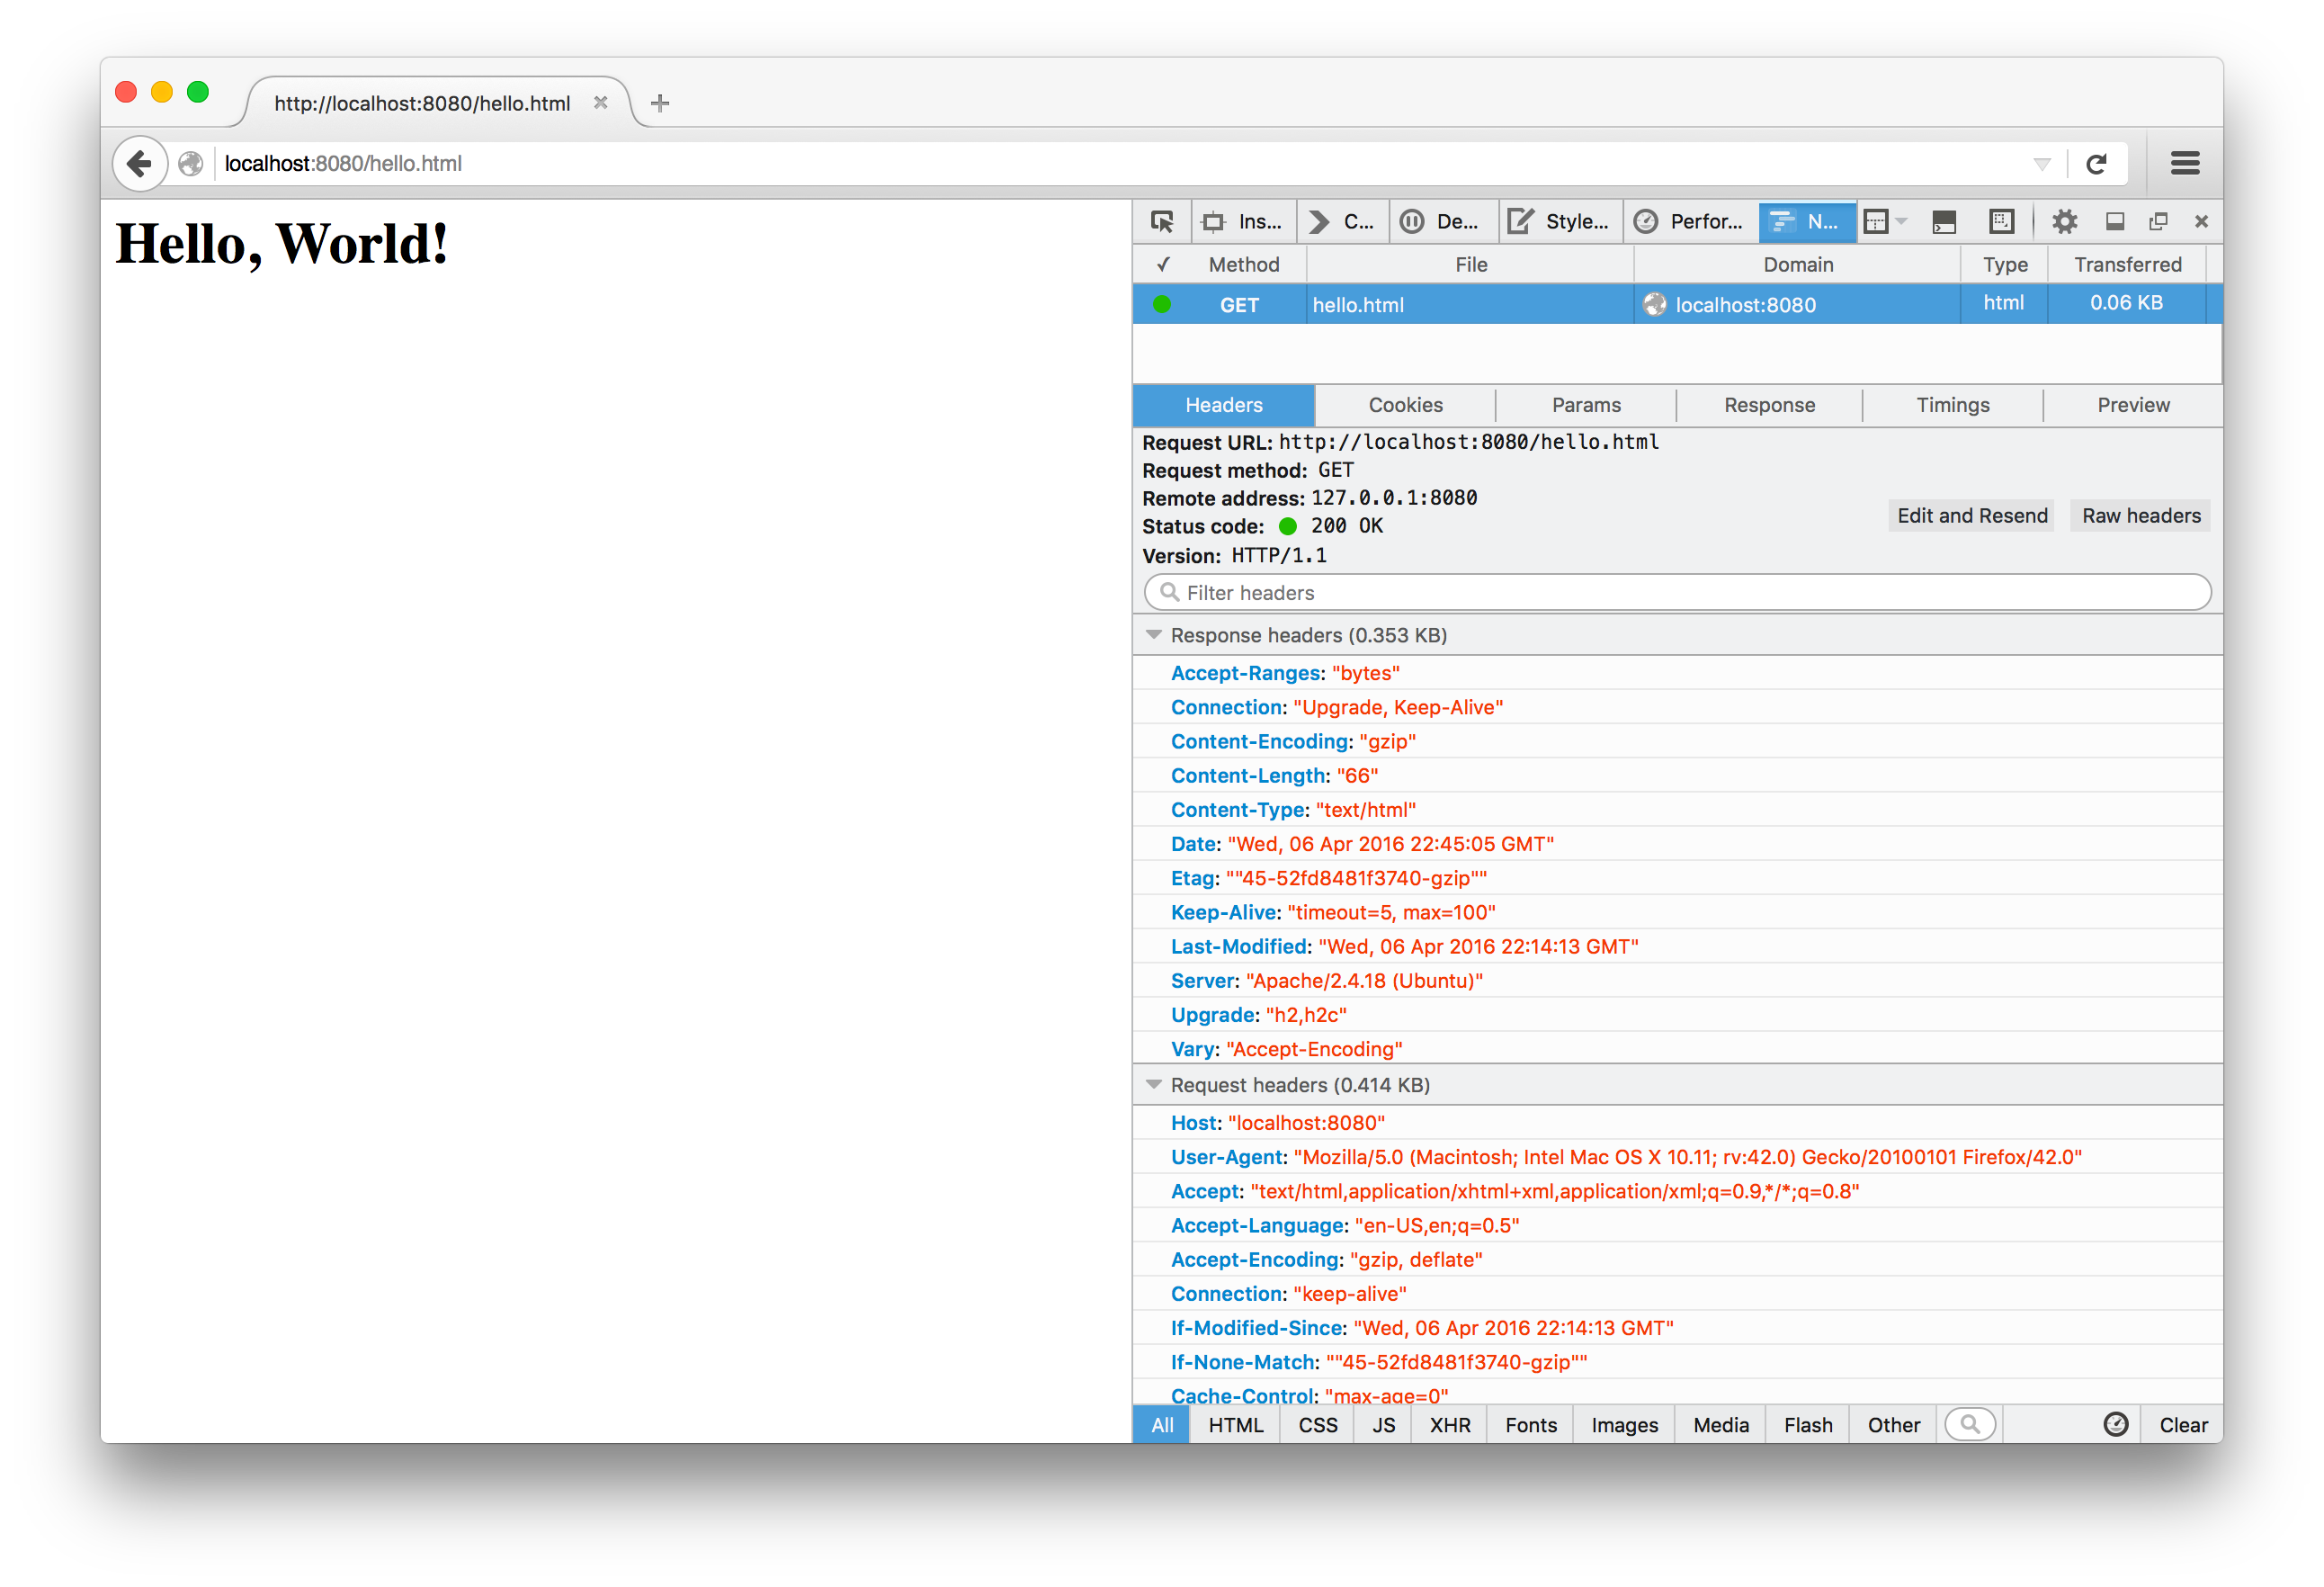 http://localhost:8080/hello.html
localhost:8080/hello.html
Hello, World!
Ins... C... De... Style... Perfor... N...
✓ Method File Domain Type Transferred
GET hello.html localhost:8080 html 0.06 KB
Headers Cookies Params Response Timings Preview
Request URL: http://localhost:8080/hello.html
Request method: GET
Remote address: 127.0.0.1:8080
Status code: 200 OK
Edit and Resend Raw headers
Version: HTTP/1.1
Filter headers
Response headers (0.353 KB)
Accept-Ranges: "bytes"
Connection: "Upgrade, Keep-Alive"
Content-Encoding: "gzip"
Content-Length: "66"
Content-Type: "text/html"
Date: "Wed, 06 Apr 2016 22:45:05 GMT"
Etag: ""45-52fd8481f3740-gzip""
Keep-Alive: "timeout=5, max=100"
Last-Modified: "Wed, 06 Apr 2016 22:14:13 GMT"
Server: "Apache/2.4.18 (Ubuntu)"
Upgrade: "h2,h2c"
Vary: "Accept-Encoding"
Request headers (0.414 KB)
Host: "localhost:8080"
User-Agent: "Mozilla/5.0 (Macintosh; Intel Mac OS X 10.11; rv:42.0) Gecko/20100101 Firefox/42.0"
Accept: "text/html,application/xhtml+xml,application/xml;q=0.9,*/*;q=0.8"
Accept-Language: "en-US,en;q=0.5"
Accept-Encoding: "gzip, deflate"
Connection: "keep-alive"
If-Modified-Since: "Wed, 06 Apr 2016 22:14:13 GMT"
If-None-Match: ""45-52fd8481f3740-gzip""
Cache-Control: "max-age=0"
All HTML CSS JS XHR Fonts Images Media Flash Other Clear